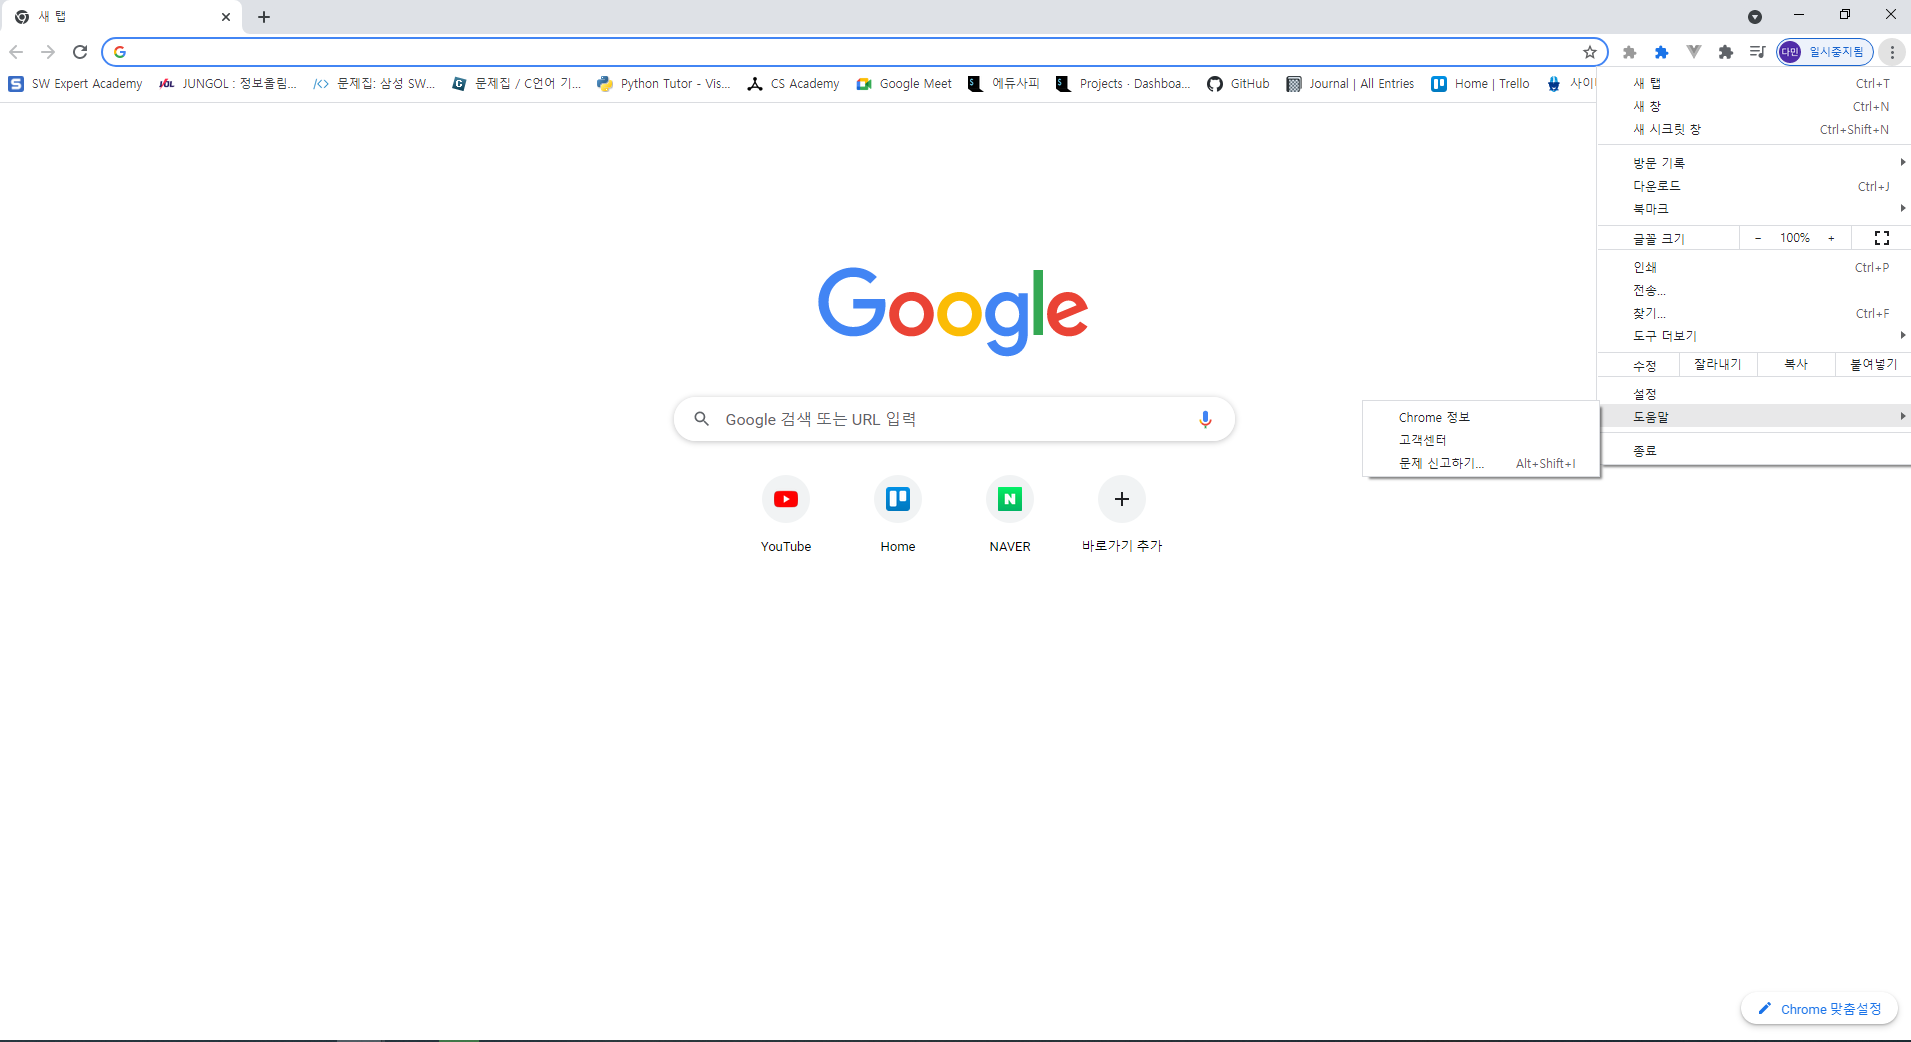 새 탭
일시중지됨
다민
SW Expert Academy
JUNGOL : 정보올림...
문제집: 삼성 SW...
문제집 / C언어 기...
Python Tutor - Vis...
CS Academy
Google Meet
에듀사피
Projects · Dashboa...
GitHub
Journal | All Entries
Home | Trello
새 탭 Ctrl+T
새 창 Ctrl+N
새 시크릿 창 Ctrl+Shift+N
방문 기록
다운로드 Ctrl+J
북마크
글꼴 크기 - 100% +
인쇄 Ctrl+P
전송...
찾기... Ctrl+F
도구 더보기
수정 잘라내기 복사 붙여넣기
설정
도움말
종료
Chrome 정보
고객센터
문제 신고하기... Alt+Shift+I
Google
Google 검색 또는 URL 입력
YouTube
Home
NAVER
바로가기 추가
Chrome 맞춤설정